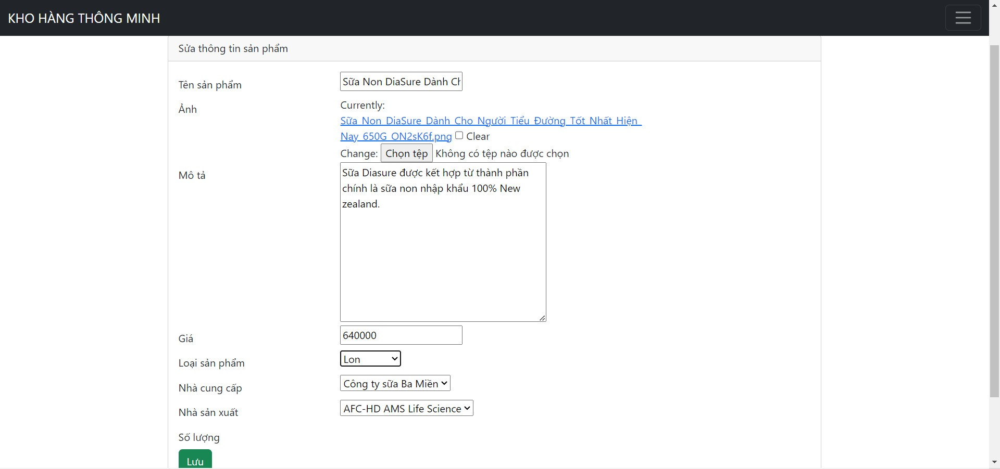 KHO HÀNG THÔNG MINH
Sửa thông tin sản phẩm
Tên sản phẩm
Sữa Non DiaSure Dành Ch
Ảnh
Currently:
Sữa_Non_DiaSure_Dành_Cho_Người_Tiểu_Đường_Tốt_Nhất_Hiện_
Nay_650G_ON2sK6f.png Clear
Change: Chọn tệp Không có tệp nào được chọn
Mô tả
Sữa Diasure được kết hợp từ thành phần
chính là sữa non nhập khẩu 100% New
zealand.
Giá
640000
Loại sản phẩm
Lon
Nhà cung cấp
Công ty sữa Ba Miền
Nhà sản xuất
AFC-HD AMS Life Science
Số lượng
Lưu